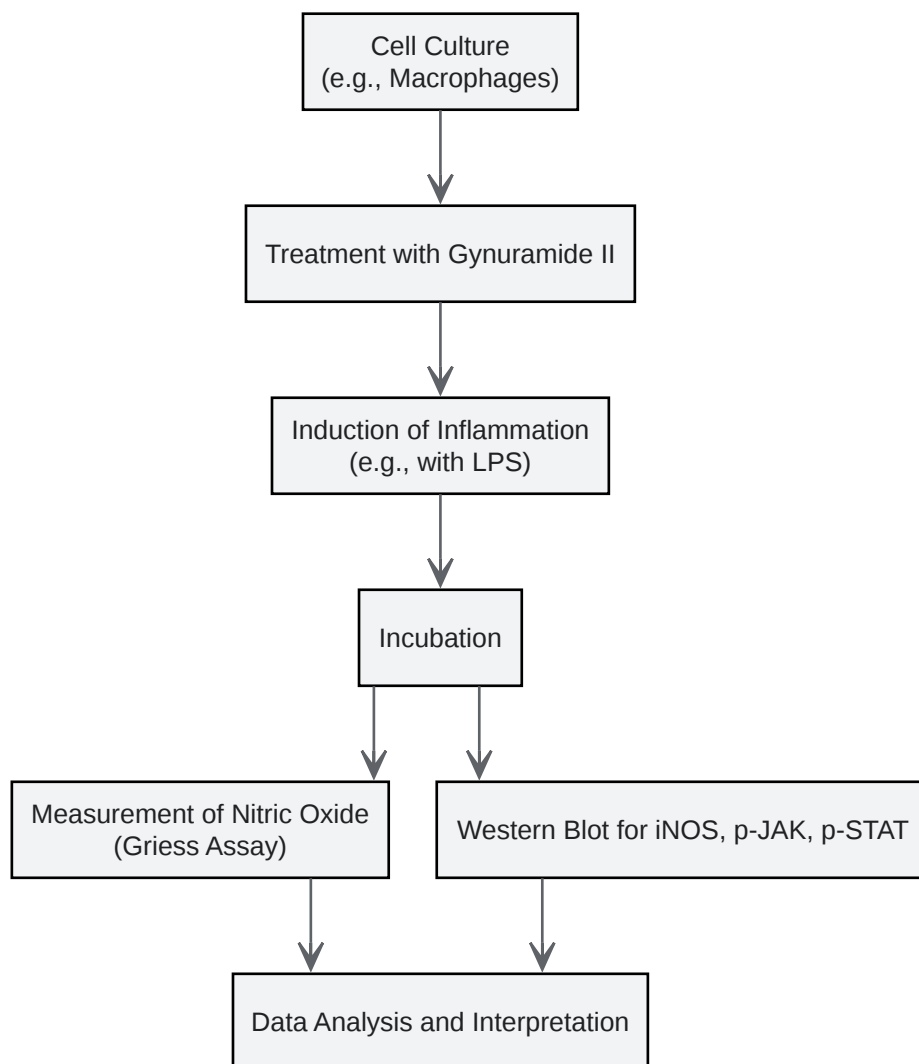 Cell Culture
(e.g., Macrophages)
Treatment with Gynuramide II
Induction of Inflammation
(e.g., with LPS)
Incubation
Measurement of Nitric Oxide
(Griess Assay)
Western Blot for iNOS, p-JAK, p-STAT
Data Analysis and Interpretation